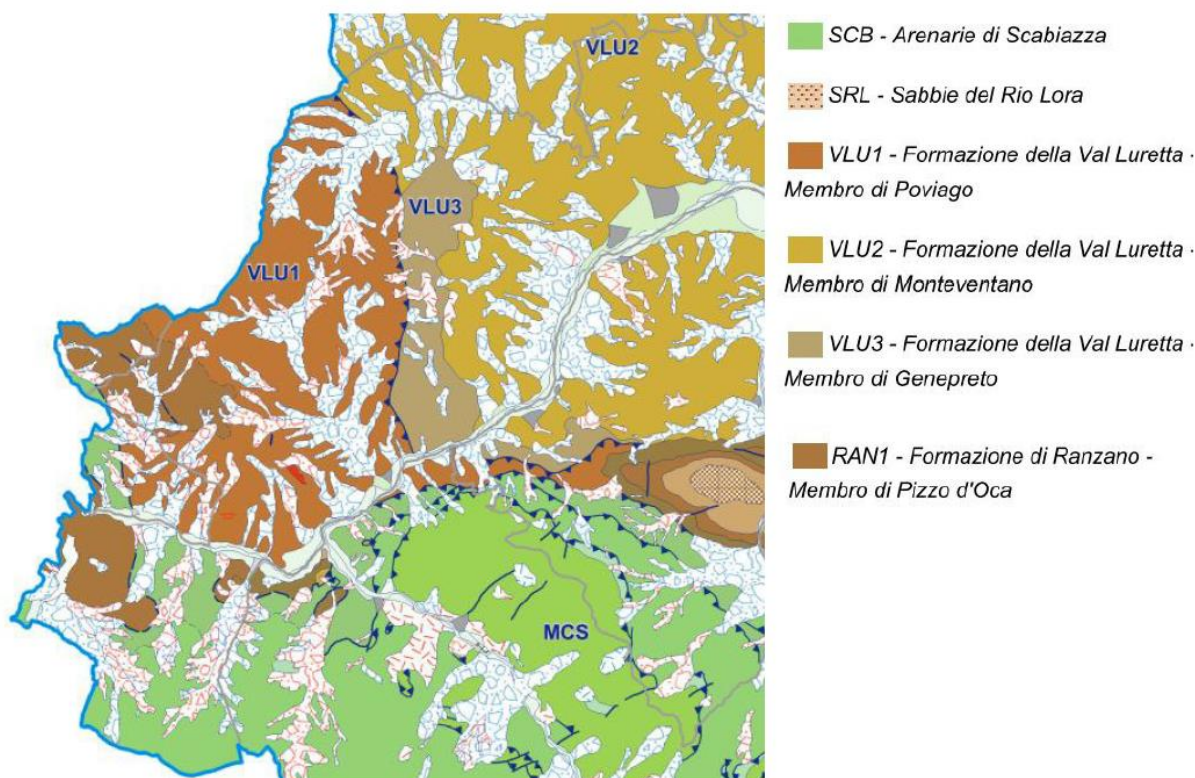 VLU2
VLU3
VLU1
MCS
SCB - Arenarie di Scabiazza
SRL - Sabbie del Rio Lora
VLU1 - Formazione della Val Luretta -
Membro di Poviago
VLU2 - Formazione della Val Luretta -
Membro di Monteventano
VLU3 - Formazione della Val Luretta -
Membro di Genepreto
RAN1 - Formazione di Ranzano -
Membro di Pizzo d'Oca